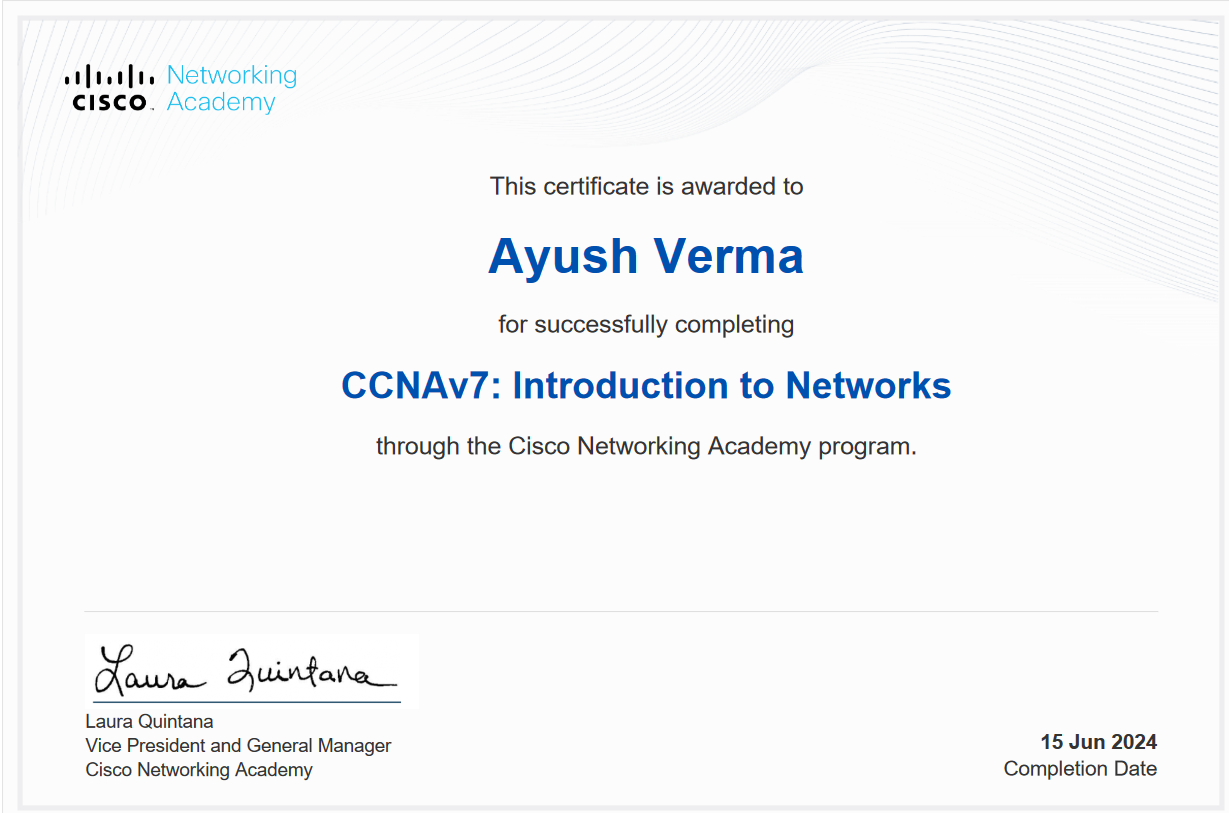 CISCO
Networking
Academy
This certificate is awarded to
Ayush Verma
for successfully completing
CCNAv7: Introduction to Networks
through the Cisco Networking Academy program.
Laura Quintana
Laura Quintana
Vice President and General Manager
Cisco Networking Academy
15 Jun 2024
Completion Date